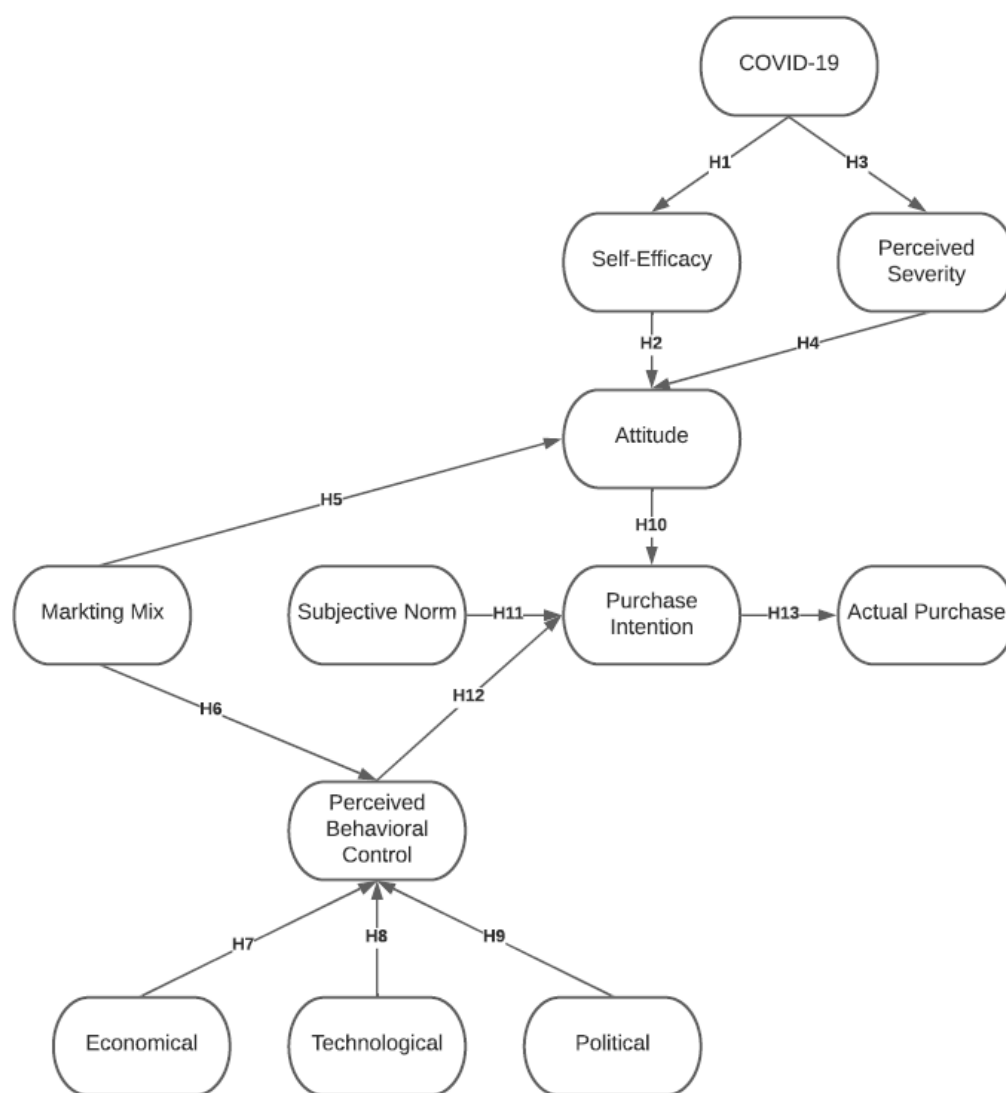 COVID-19
H1
H3
Self-Efficacy
Perceived
Severity
H2
H4
Attitude
H5
H10
Markting Mix
Subjective Norm
H11
Purchase
Intention
H13
Actual Purchase
H6
H12
Perceived
Behavioral
Control
H7
H8
H9
Economical
Technological
Political